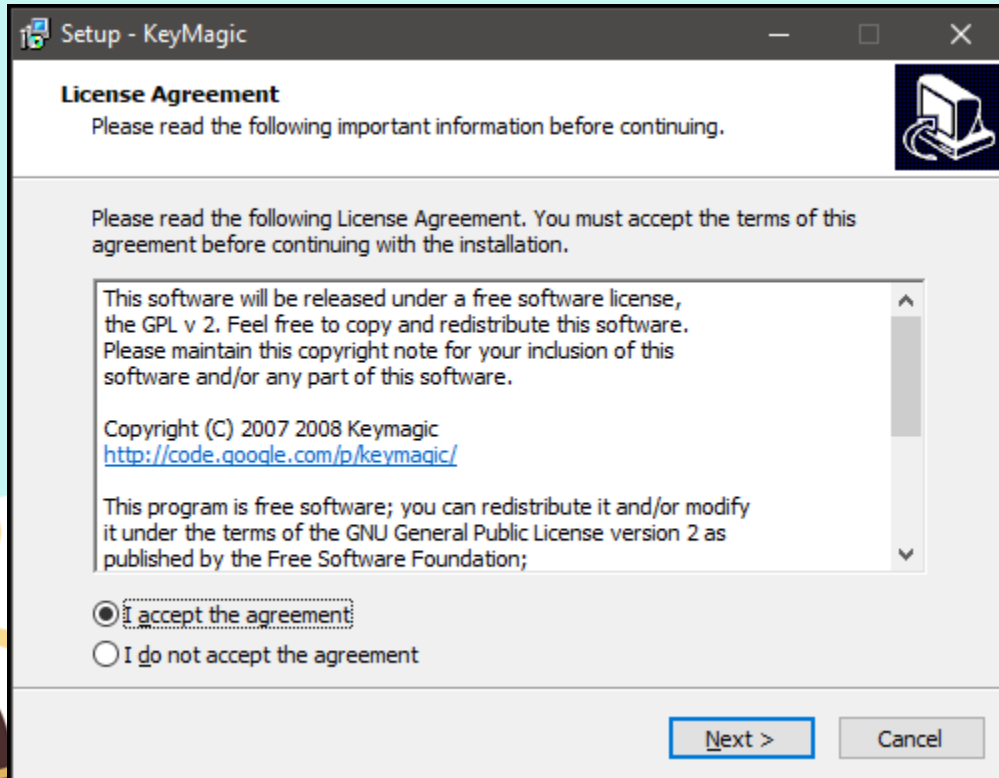 Setup - KeyMagic
License Agreement
Please read the following important information before continuing.
Please read the following License Agreement. You must accept the terms of this
agreement before continuing with the installation.
This software will be released under a free software license,
the GPL v 2. Feel free to copy and redistribute this software.
Please maintain this copyright note for your inclusion of this
software and/or any part of this software.
Copyright (C) 2007 2008 Keymagic
http://code.google.com/p/keymagic/
This program is free software; you can redistribute it and/or modify
it under the terms of the GNU General Public License version 2 as
published by the Free Software Foundation;
I accept the agreement
I do not accept the agreement
Next >
Cancel